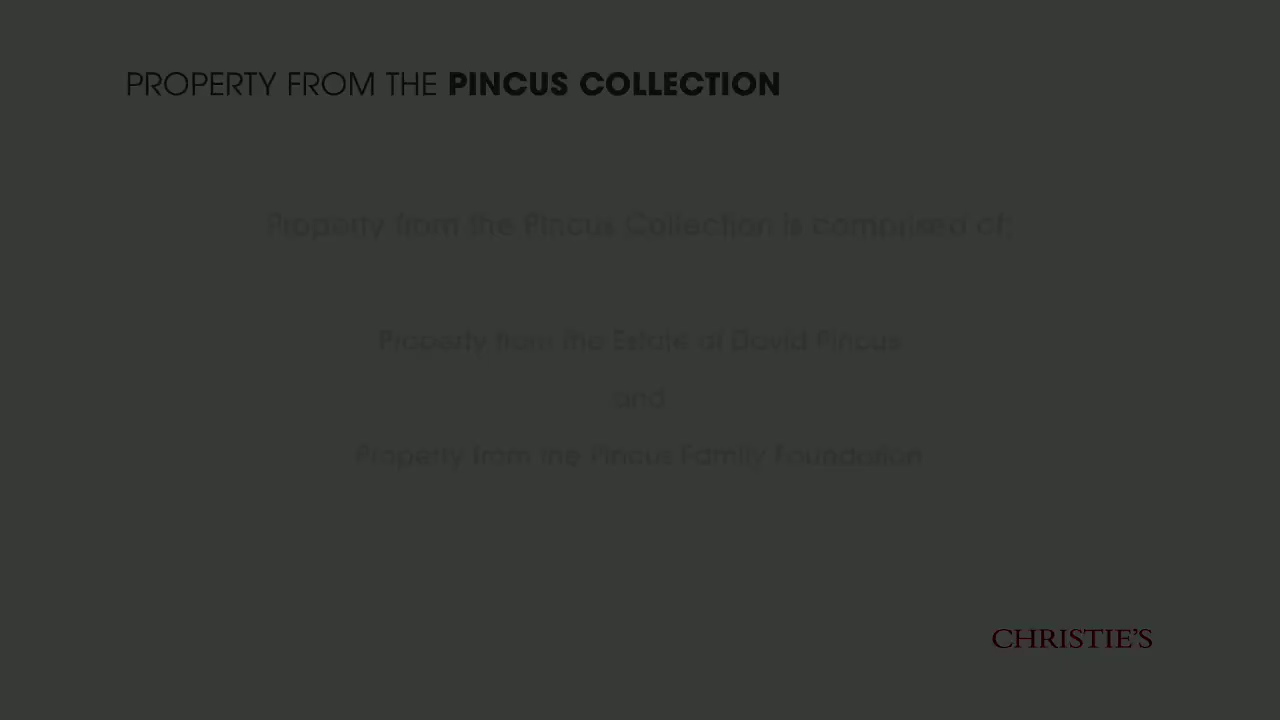 PROPERTY FROM THE PINCUS COLLECTION
Property from the Pincus Collection is comprised of:
Property from the Estate of David Pincus
and
Property from the Pincus Family Foundation
CHRISTIE'S